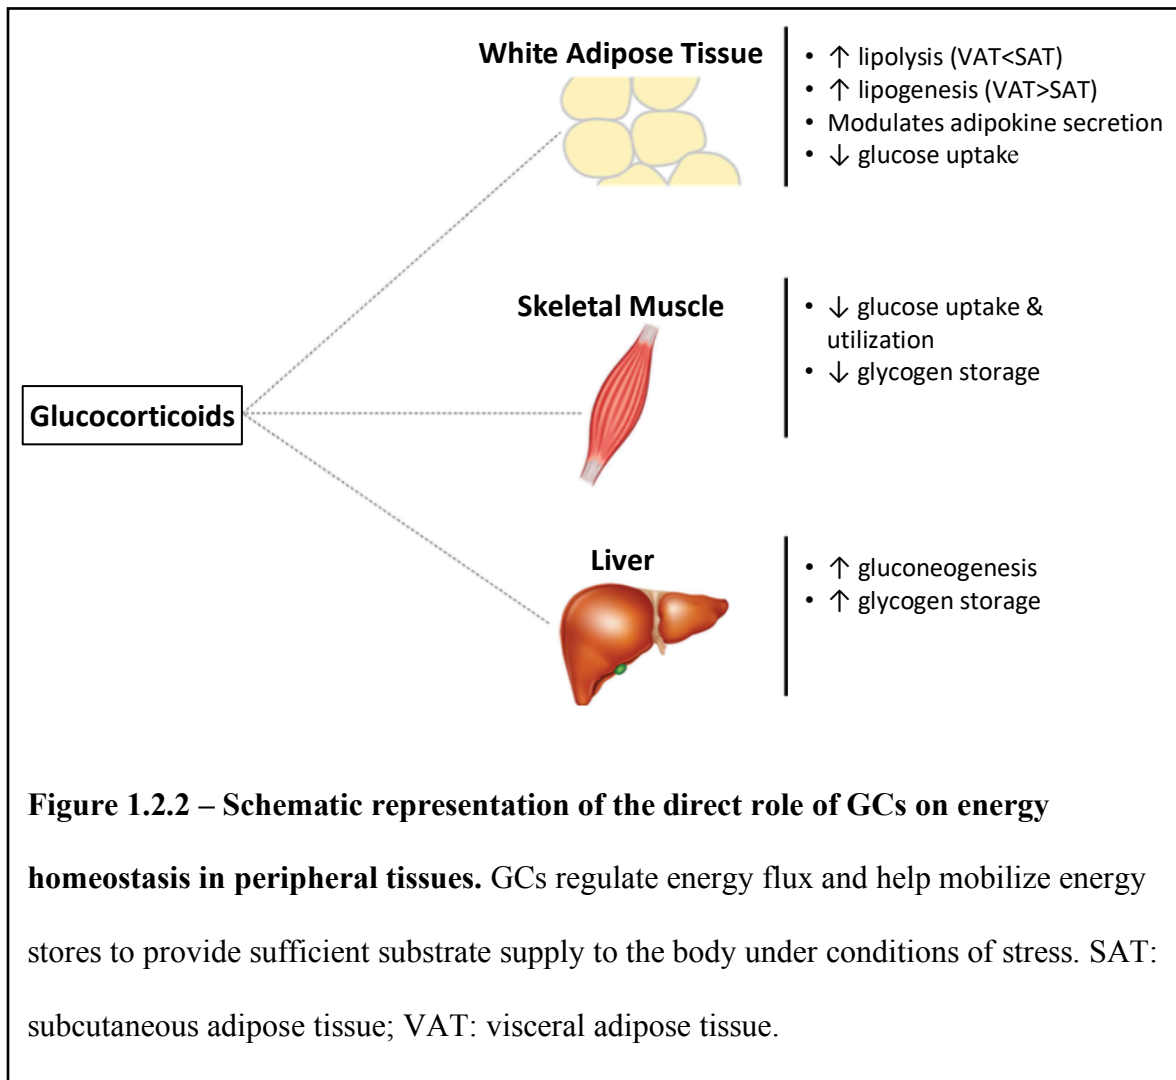 White Adipose Tissue
• ↑ lipolysis (VAT<SAT)
• ↑ lipogenesis (VAT>SAT)
• Modulates adipokine secretion
• ↓ glucose uptake
Skeletal Muscle
• ↓ glucose uptake &
utilization
• ↓ glycogen storage
Glucocorticoids
Liver
• ↑ gluconeogenesis
• ↑ glycogen storage
Figure 1.2.2 – Schematic representation of the direct role of GCs on energy
homeostasis in peripheral tissues. GCs regulate energy flux and help mobilize energy
stores to provide sufficient substrate supply to the body under conditions of stress. SAT:
subcutaneous adipose tissue; VAT: visceral adipose tissue.